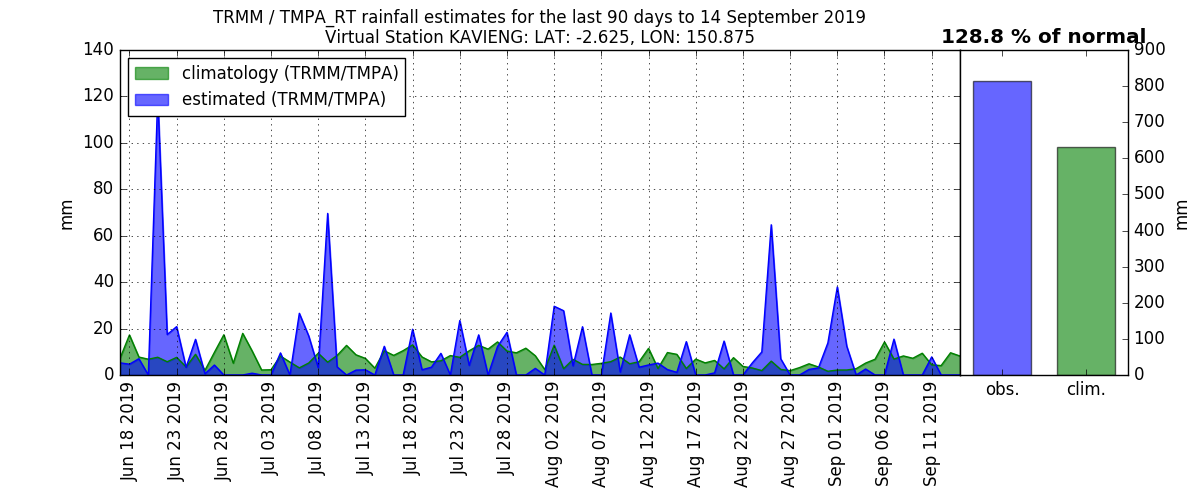 TRMM / TMPA_RT rainfall estimates for the last 90 days to 14 September 2019
Virtual Station KAVIENG: LAT: -2.625, LON: 150.875
128.8 % of normal
climatology (TRMM/TMPA)
estimated (TRMM/TMPA)
140
120
100
80
60
40
20
0
mm
900
800
700
600
500
400
300
200
100
0
mm
Jun 18 2019
Jun 23 2019
Jun 28 2019
Jul 03 2019
Jul 08 2019
Jul 13 2019
Jul 18 2019
Jul 23 2019
Jul 28 2019
Aug 02 2019
Aug 07 2019
Aug 12 2019
Aug 17 2019
Aug 22 2019
Aug 27 2019
Sep 01 2019
Sep 06 2019
Sep 11 2019
obs.
clim.